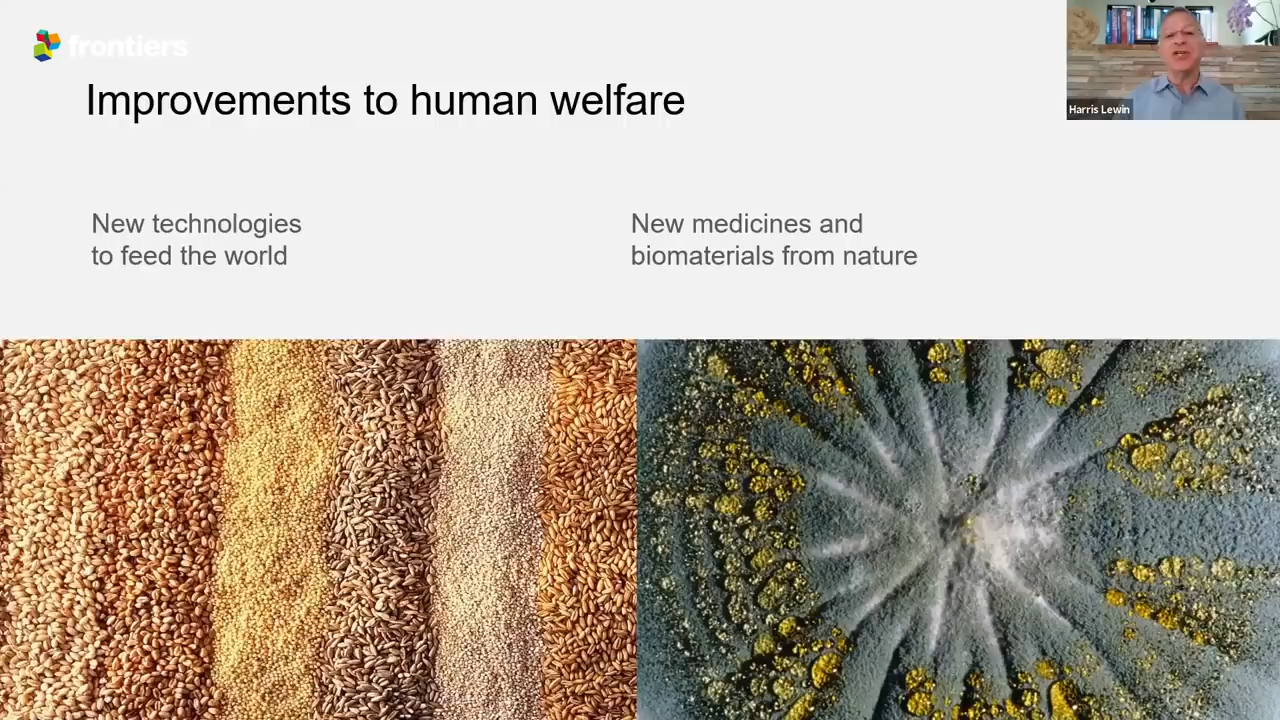 frontiers
Improvements to human welfare
Harris Lewin
New technologies
to feed the world
New medicines and
biomaterials from nature